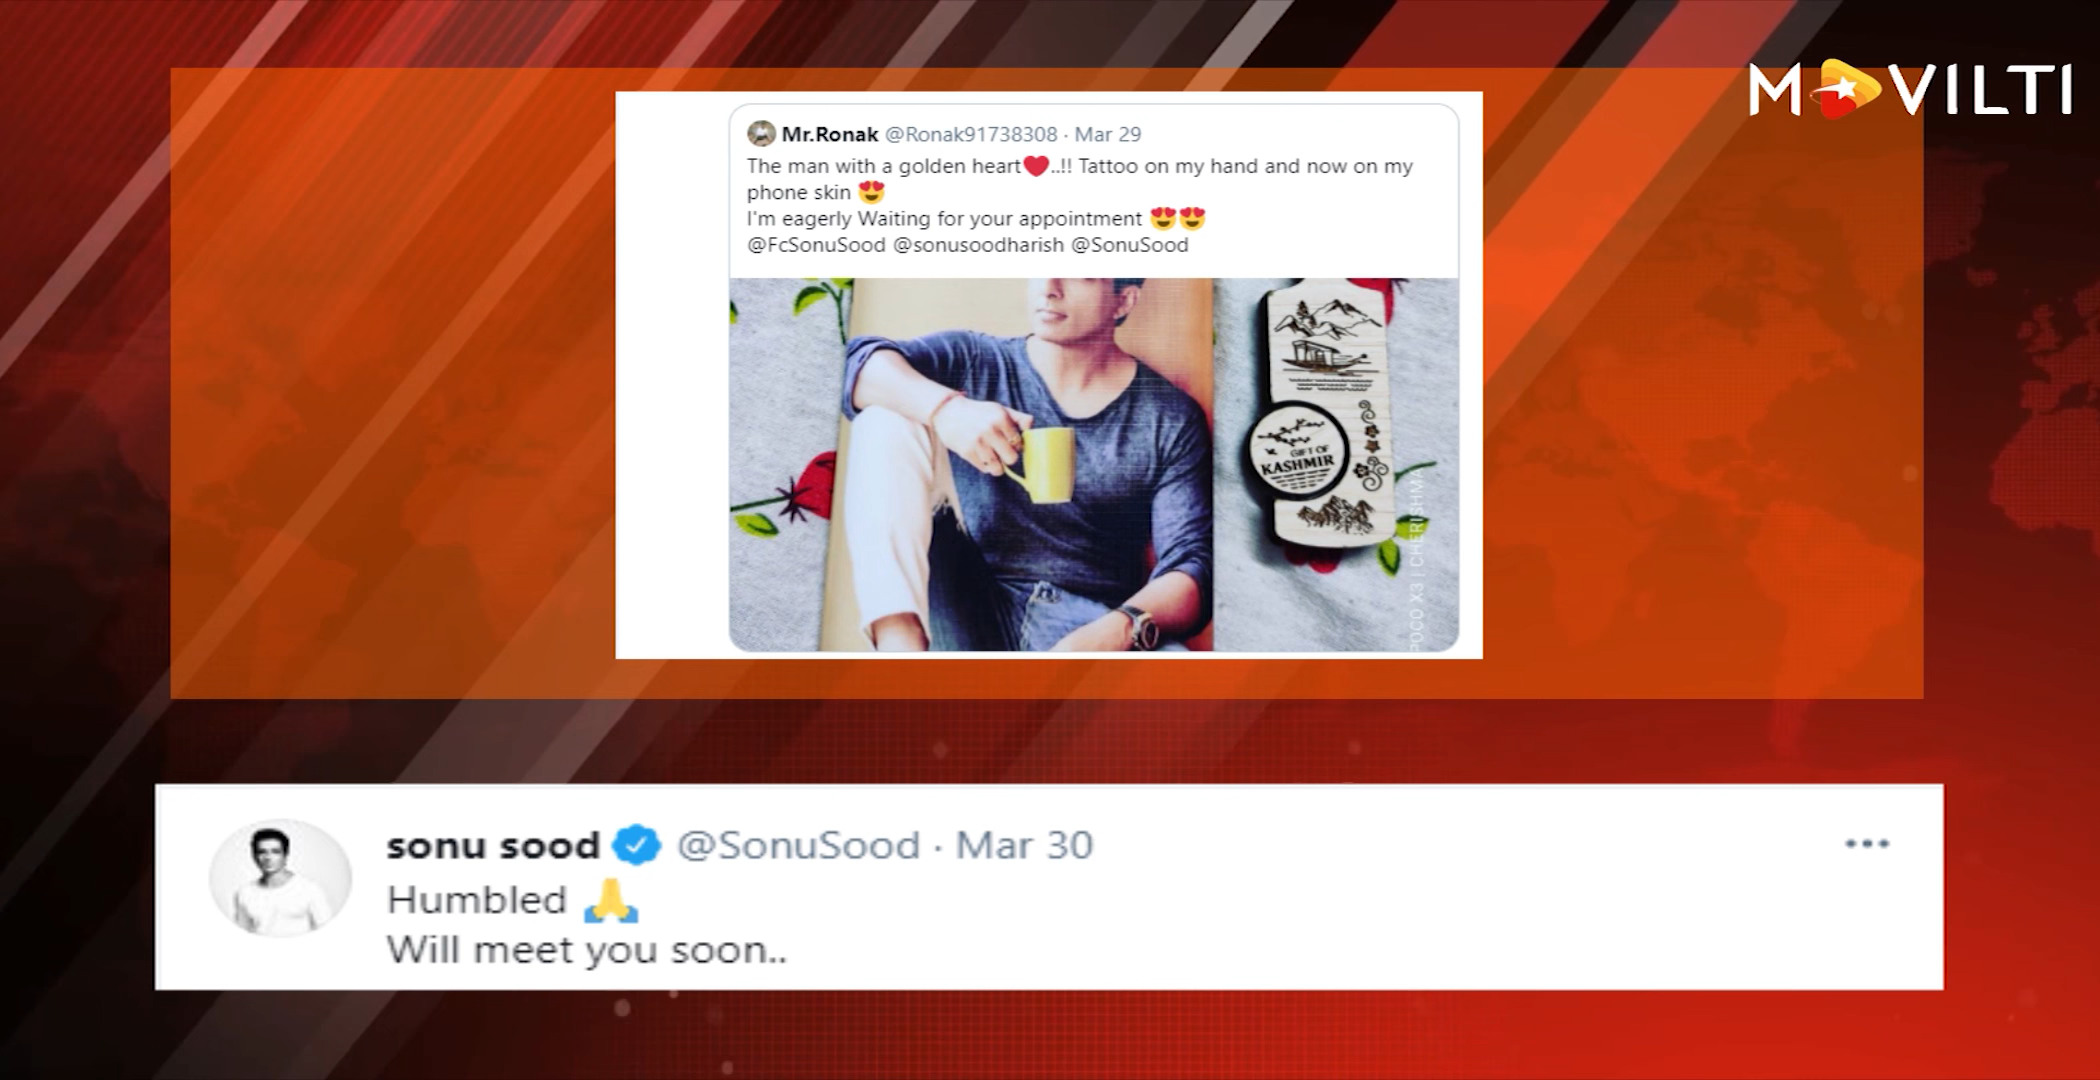 MOVILTI
Mr.Ronak @Ronak91738308 · Mar 29
The man with a golden heart❤️..!! Tattoo on my hand and now on my
phone skin 😍
I'm eagerly Waiting for your appointment 😍😍
@FcSonuSood @sonusoodharish @SonuSood
GIFT OF
KASHMIR
POCO X3 | CHERISHMA
sonu sood @SonuSood · Mar 30
Humbled 🙏
Will meet you soon..